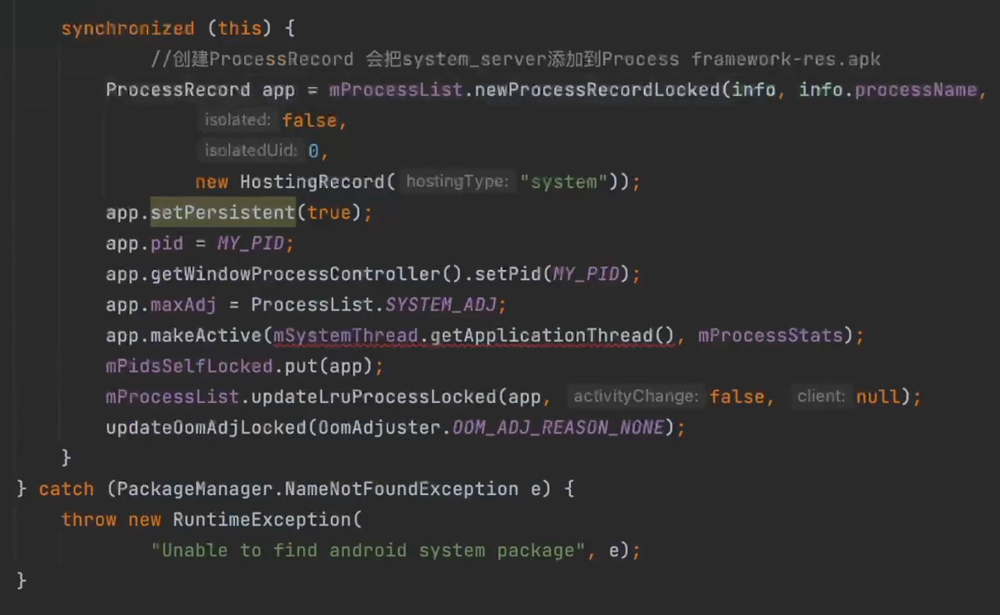 synchronized (this) {
//创建ProcessRecord 会把system_server添加到Process framework-res.apk
ProcessRecord app = mProcessList.newProcessRecordLocked(info, info.processName,
isolated: false,
isolatedUid: 0,
new HostingRecord( hostingType: "system"));
app.setPersistent(true);
app.pid = MY_PID;
app.getWindowProcessController().setPid(MY_PID);
app.maxAdj = ProcessList.SYSTEM_ADJ;
app.makeActive(mSystemThread.getApplicationThread(), mProcessStats);
mPidsSelfLocked.put(app);
mProcessList.updateLruProcessLocked(app, activityChange: false, client: null);
updateOomAdjLocked(OomAdjuster.OOM_ADJ_REASON_NONE);
}
} catch (PackageManager.NameNotFoundException e) {
throw new RuntimeException(
"Unable to find android system package", e);
}